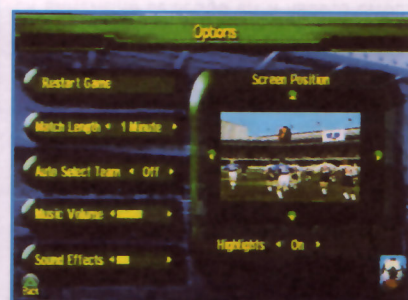 Options
Restart Game
Match Length 1 Minute
Auto Select Team Off
Music Volume
Sound Effects
Back
Screen Position
Highlights On